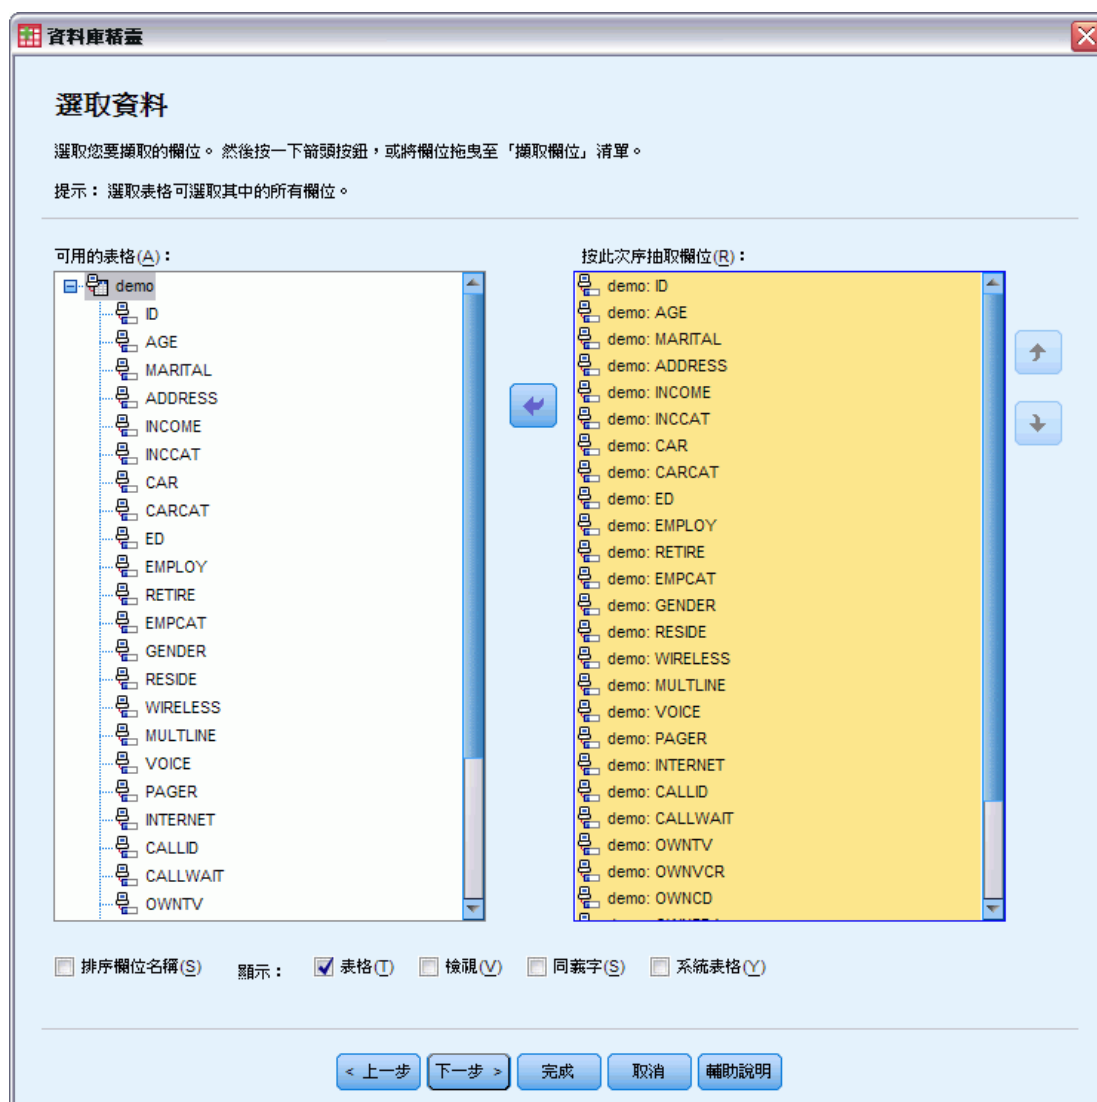 資料庫精靈
選取資料
選取您要擷取的欄位。 然後按一下箭頭按鈕，或將欄位拖曳至「擷取欄位」清單。
提示： 選取表格可選取其中的所有欄位。
可用的表格(A)：
demo
ID
AGE
MARITAL
ADDRESS
INCOME
INCCAT
CAR
CARCAT
ED
EMPLOY
RETIRE
EMPCAT
GENDER
RESIDE
WIRELESS
MULTLINE
VOICE
PAGER
INTERNET
CALLID
CALLWAIT
OWNTV
按此次序抽取欄位(R)：
demo: ID
demo: AGE
demo: MARITAL
demo: ADDRESS
demo: INCOME
demo: INCCAT
demo: CAR
demo: CARCAT
demo: ED
demo: EMPLOY
demo: RETIRE
demo: EMPCAT
demo: GENDER
demo: RESIDE
demo: WIRELESS
demo: MULTLINE
demo: VOICE
demo: PAGER
demo: INTERNET
demo: CALLID
demo: CALLWAIT
demo: OWNTV
demo: OWNVCR
demo: OWNCD
排序欄位名稱(S) 顯示： 表格(T) 檢視(V) 同義字(S) 系統表格(Y)
< 上一步 下一步 > 完成 取消 輔助說明